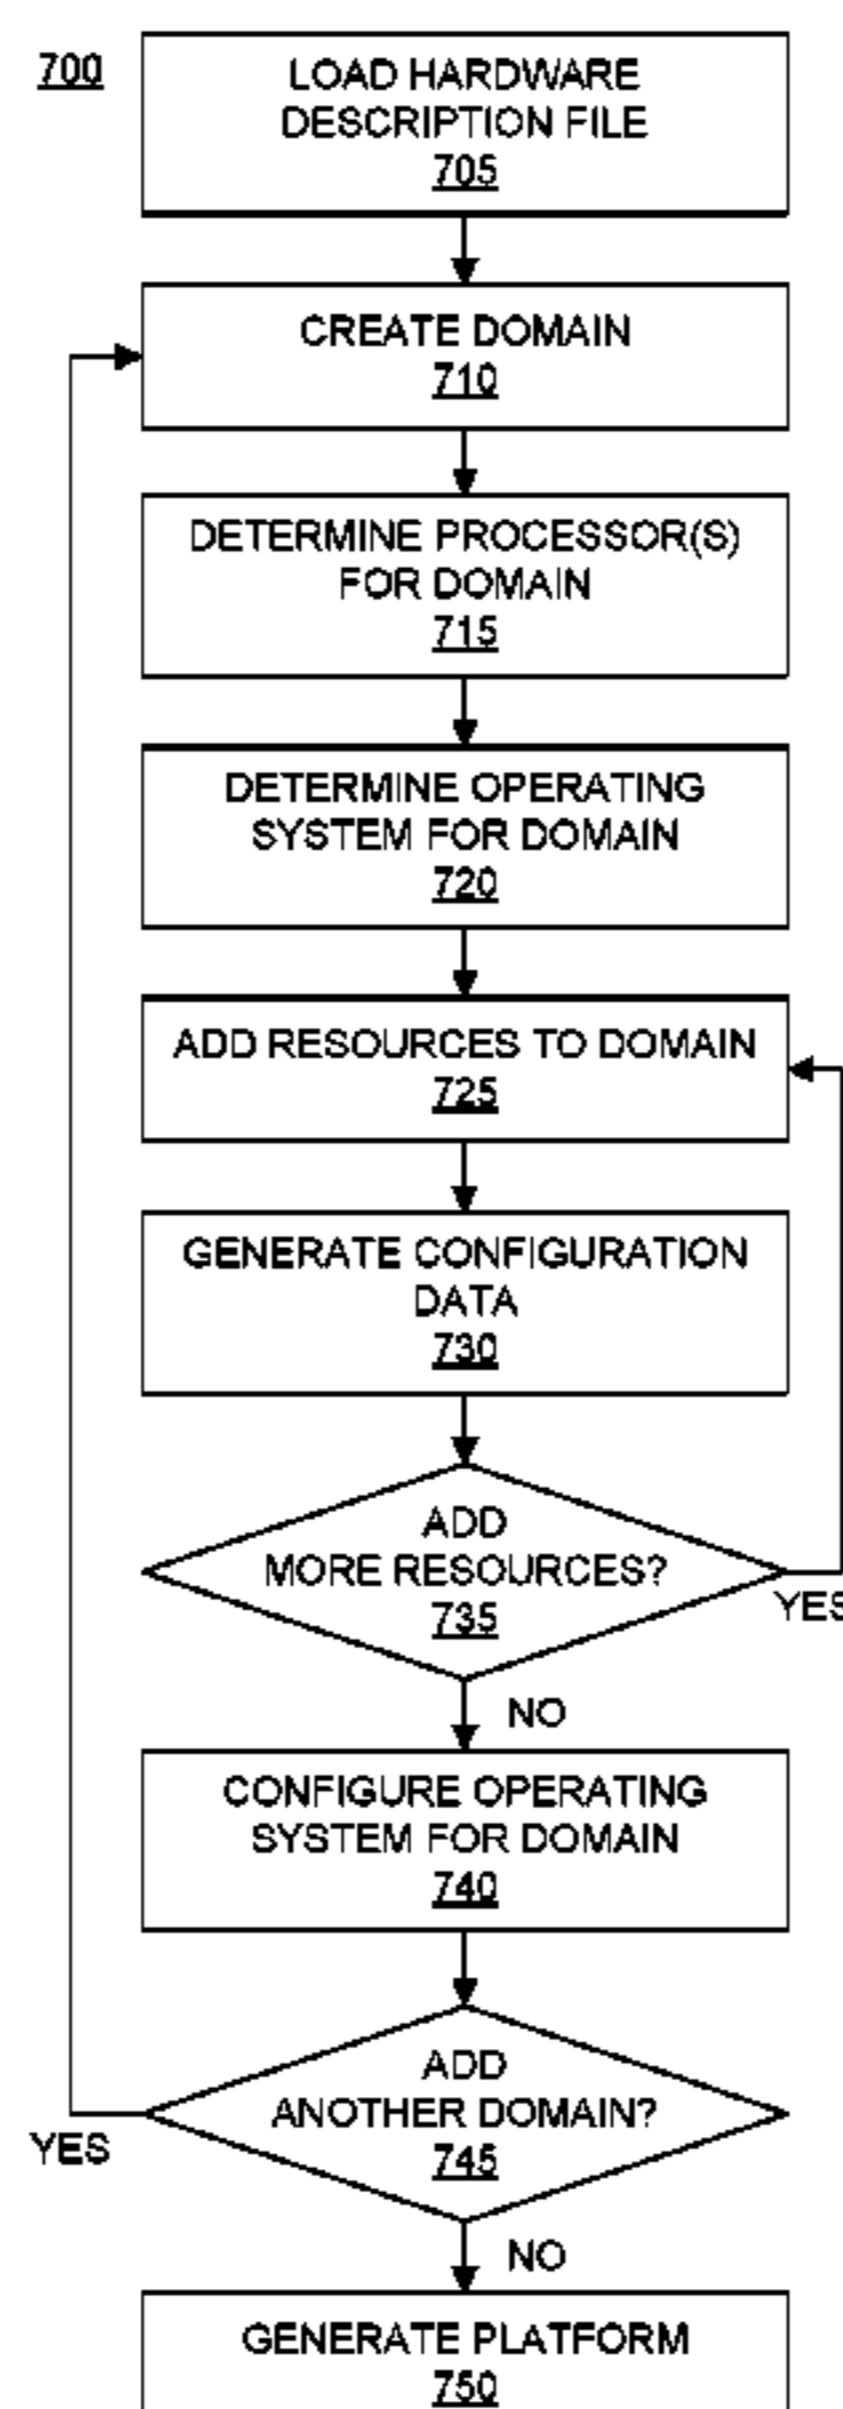 700
LOAD HARDWARE
DESCRIPTION FILE
705
CREATE DOMAIN
710
DETERMINE PROCESSOR(S)
FOR DOMAIN
715
DETERMINE OPERATING
SYSTEM FOR DOMAIN
720
ADD RESOURCES TO DOMAIN
725
GENERATE CONFIGURATION
DATA
730
ADD
MORE RESOURCES?
735
YES
NO
CONFIGURE OPERATING
SYSTEM FOR DOMAIN
740
ADD
ANOTHER DOMAIN?
745
YES
NO
GENERATE PLATFORM
750